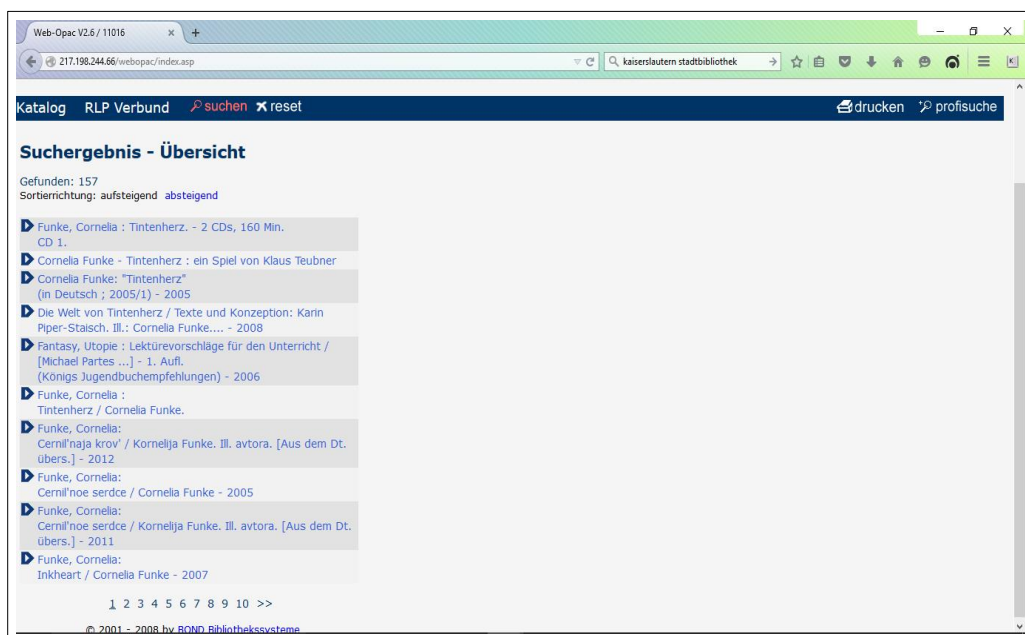 Web-Opac V2.6 / 11016
217.198.244.66/webopac/index.asp
kaiserslautern stadtbibliothek
Katalog RLP Verbund suchen reset drucken profisuche
Suchergebnis - Übersicht
Gefunden: 157
Sortierrichtung: aufsteigend absteigend
Funke, Cornelia : Tintenherz. - 2 CDs, 160 Min.
CD 1.
Cornelia Funke - Tintenherz : ein Spiel von Klaus Teubner
Cornelia Funke: "Tintenherz"
(in Deutsch ; 2005/1) - 2005
Die Welt von Tintenherz / Texte und Konzeption: Karin
Piper-Staisch. Ill.: Cornelia Funke.... - 2008
Fantasy, Utopie : Lektürevorschläge für den Unterricht /
[Michael Partes ...] - 1. Aufl.
(Königs Jugendbuchempfehlungen) - 2006
Funke, Cornelia :
Tintenherz / Cornelia Funke.
Funke, Cornelia:
Cernil'naja krov' / Kornelija Funke. Ill. avtora. [Aus dem Dt.
übers.] - 2012
Funke, Cornelia:
Cernil'noe serdce / Cornelia Funke - 2005
Funke, Cornelia:
Cernil'noe serdce / Kornelija Funke. Ill. avtora. [Aus dem Dt.
übers.] - 2011
Funke, Cornelia:
Inkheart / Cornelia Funke - 2007
1 2 3 4 5 6 7 8 9 10 >>
© 2001 - 2008 by BOND Bibliothekssysteme